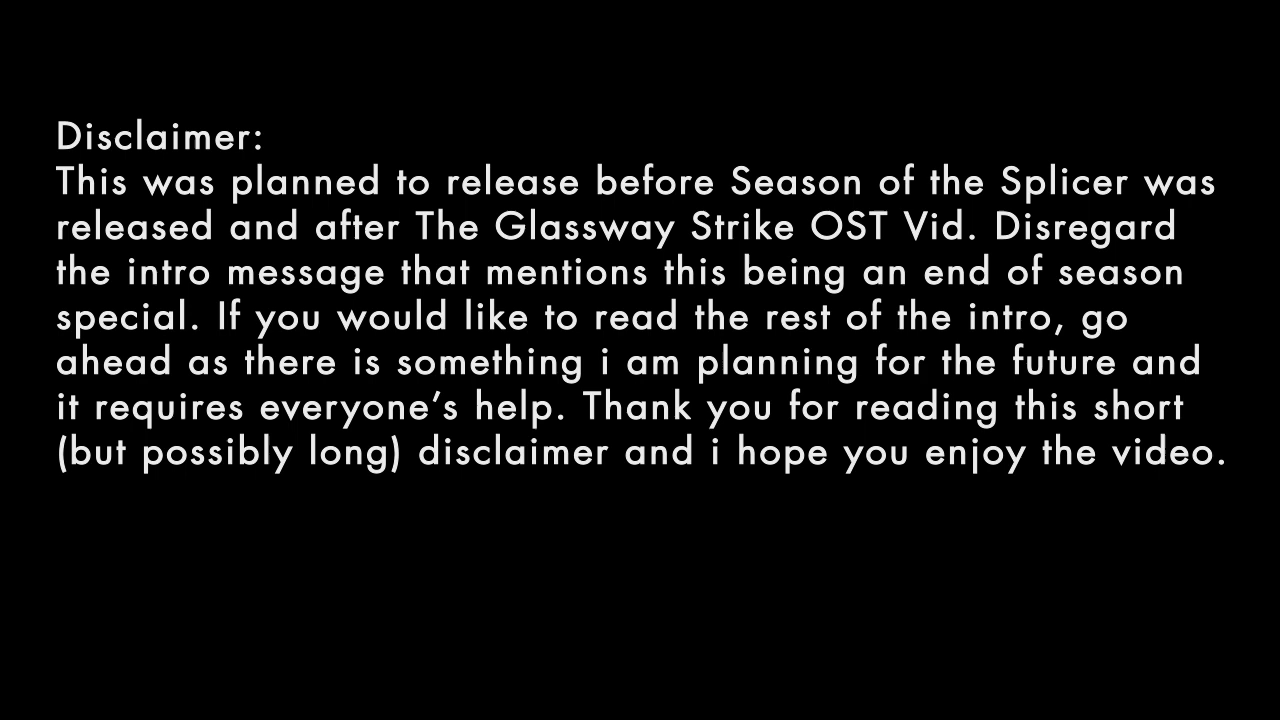 Disclaimer:
This was planned to release before Season of the Splicer was
released and after The Glassway Strike OST Vid. Disregard
the intro message that mentions this being an end of season
special. If you would like to read the rest of the intro, go
ahead as there is something i am planning for the future and
it requires everyone’s help. Thank you for reading this short
(but possibly long) disclaimer and i hope you enjoy the video.